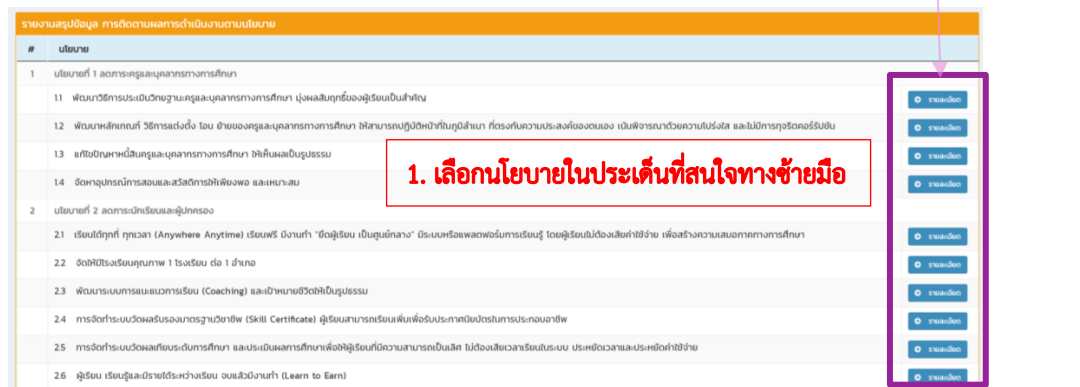 รายงานสรุปข้อมูล การติดตามผลการดำเนินงานตามนโยบาย
# นโยบาย
1 นโยบายที่ 1 ลดภาระครูและบุคลากรทางการศึกษา
1.1 พัฒนาวิธีการประเมินวิทยฐานะครูและบุคลากรทางการศึกษา มุ่งผลสัมฤทธิ์ของผู้เรียนเป็นสำคัญ รายละเอียด
1.2 พัฒนาหลักเกณฑ์ วิธีการแต่งตั้ง โอน ย้ายของครูและบุคลากรทางการศึกษา ให้สามารถปฏิบัติหน้าที่ในภูมิลำเนา ที่ตรงกับความประสงค์ของตนเอง เน้นพิจารณาด้วยความโปร่งใส และไม่มีการทุจริตคอร์รัปชัน รายละเอียด
1.3 แก้ไขปัญหาหนี้สินครูและบุคลากรทางการศึกษา ให้เห็นผลเป็นรูปธรรม รายละเอียด
1. เลือกนโยบายในประเด็นที่สนใจทางซ้ายมือ
1.4 จัดหาอุปกรณ์การสอนและสวัสดิการให้เพียงพอ และเหมาะสม รายละเอียด
2 นโยบายที่ 2 ลดภาระนักเรียนและผู้ปกครอง
2.1 เรียนได้ทุกที่ ทุกเวลา (Anywhere Anytime) เรียนฟรี มีงานทำ "ยึดผู้เรียน เป็นศูนย์กลาง" มีระบบหรือแพลตฟอร์มการเรียนรู้ โดยผู้เรียนไม่ต้องเสียค่าใช้จ่าย เพื่อสร้างความเสมอภาคทางการศึกษา รายละเอียด
2.2 จัดให้มีโรงเรียนคุณภาพ 1 โรงเรียน ต่อ 1 อำเภอ รายละเอียด
2.3 พัฒนาระบบการแนะแนวการเรียน (Coaching) และเป้าหมายชีวิตให้เป็นรูปธรรม รายละเอียด
2.4 การจัดทำระบบวัดผลรับรองมาตรฐานวิชาชีพ (Skill Certificate) ผู้เรียนสามารถเรียนเพิ่มเพื่อรับประกาศนียบัตรในการประกอบอาชีพ รายละเอียด
2.5 การจัดทำระบบวัดผลเทียบระดับการศึกษา และประเมินผลการศึกษาเพื่อให้ผู้เรียนที่มีความสามารถเป็นเลิศ ไม่ต้องเสียเวลาเรียนในระบบ ประหยัดเวลาและประหยัดค่าใช้จ่าย รายละเอียด
2.6 ผู้เรียน เรียนรู้และมีรายได้ระหว่างเรียน จบแล้วมีงานทำ (Learn to Earn) รายละเอียด